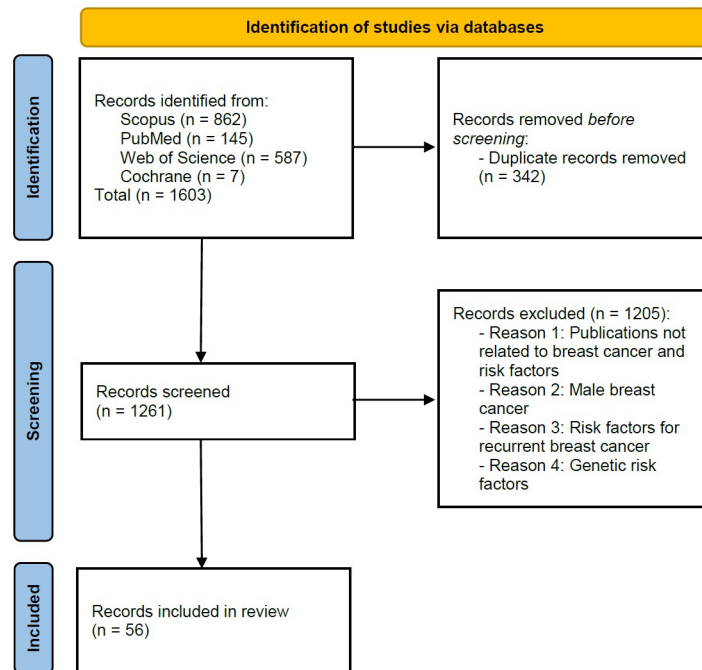 Identification of studies via databases
Identification
Records identified from:
Scopus (n = 862)
PubMed (n = 145)
Web of Science (n = 587)
Cochrane (n = 7)
Total (n = 1603)
Records removed before
screening:
- Duplicate records removed
(n = 342)
Screening
Records screened
(n = 1261)
Records excluded (n = 1205):
- Reason 1: Publications not
related to breast cancer and
risk factors
- Reason 2: Male breast
cancer
- Reason 3: Risk factors for
recurrent breast cancer
- Reason 4: Genetic risk
factors
Included
Records included in review
(n = 56)